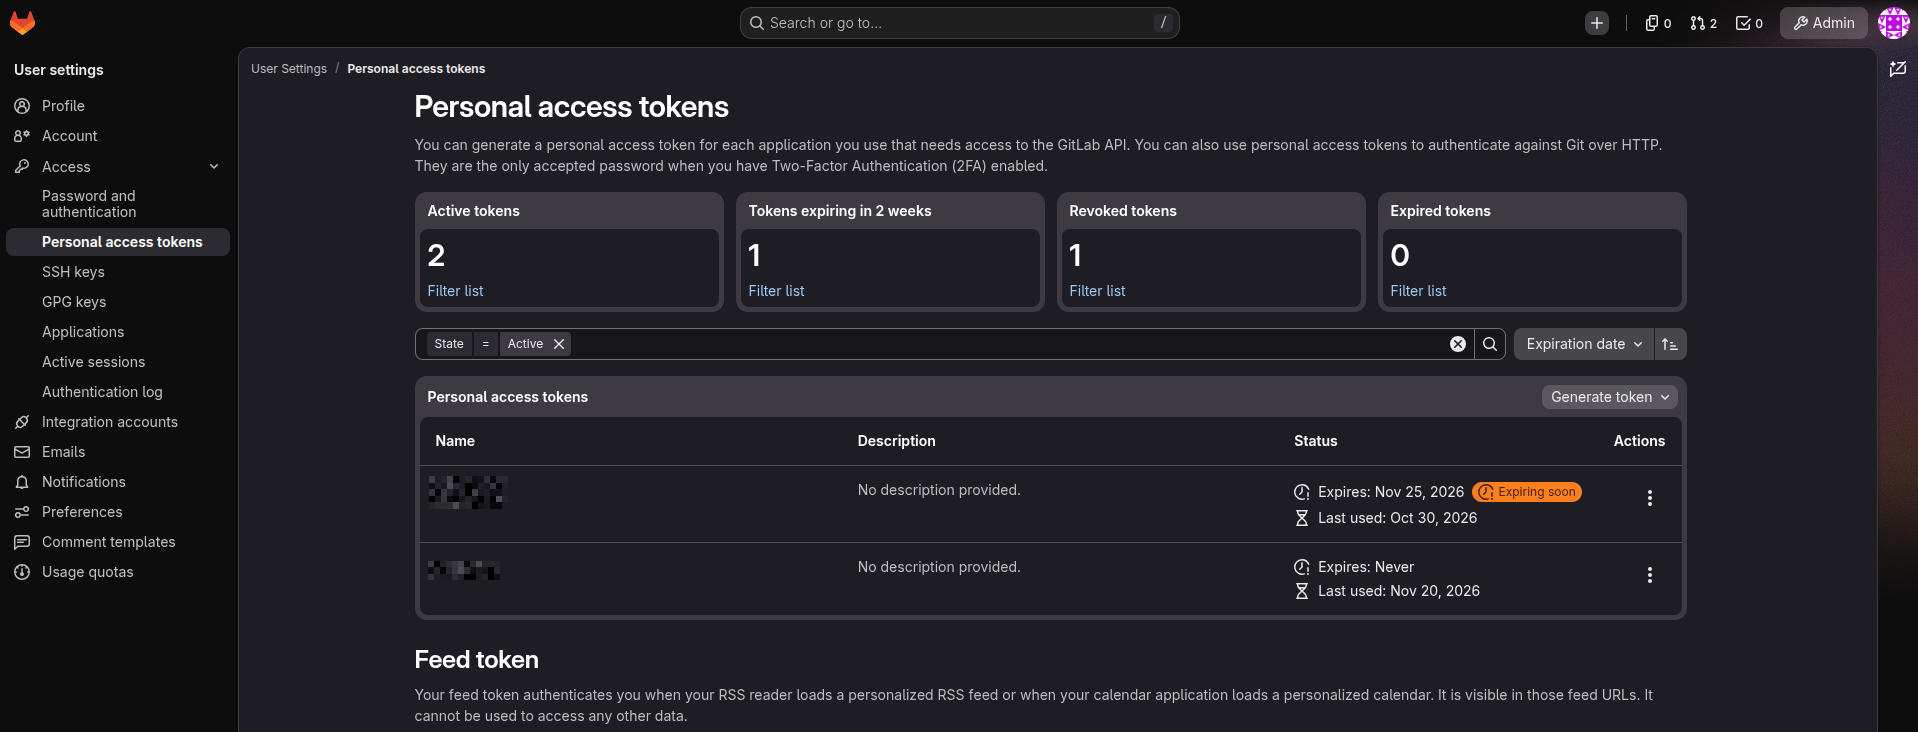 Search or go to...
/
0
2
0
Admin
User settings
Profile
Account
Access
Password and
authentication
Personal access tokens
SSH keys
GPG keys
Applications
Active sessions
Authentication log
Integration accounts
Emails
Notifications
Preferences
Comment templates
Usage quotas
User Settings / Personal access tokens
Personal access tokens
You can generate a personal access token for each application you use that needs access to the GitLab API. You can also use personal access tokens to authenticate against Git over HTTP.
They are the only accepted password when you have Two-Factor Authentication (2FA) enabled.
Active tokens
2
Filter list
Tokens expiring in 2 weeks
1
Filter list
Revoked tokens
1
Filter list
Expired tokens
0
Filter list
State = Active
Expiration date
Personal access tokens
Generate token
Name Description Status Actions
No description provided.
Expires: Nov 25, 2026 Expiring soon
Last used: Oct 30, 2026
No description provided.
Expires: Never
Last used: Nov 20, 2026
Feed token
Your feed token authenticates you when your RSS reader loads a personalized RSS feed or when your calendar application loads a personalized calendar. It is visible in those feed URLs. It
cannot be used to access any other data.